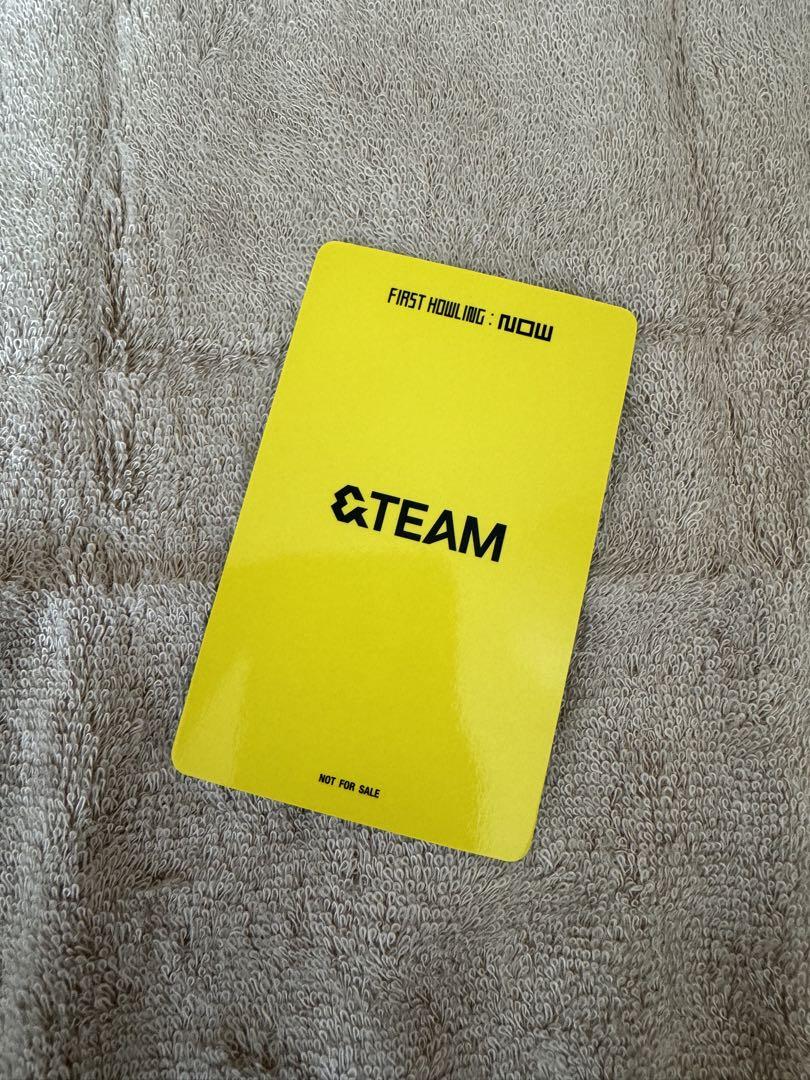 FIRST HOWLING : NOW
&TEAM
NOT FOR SALE